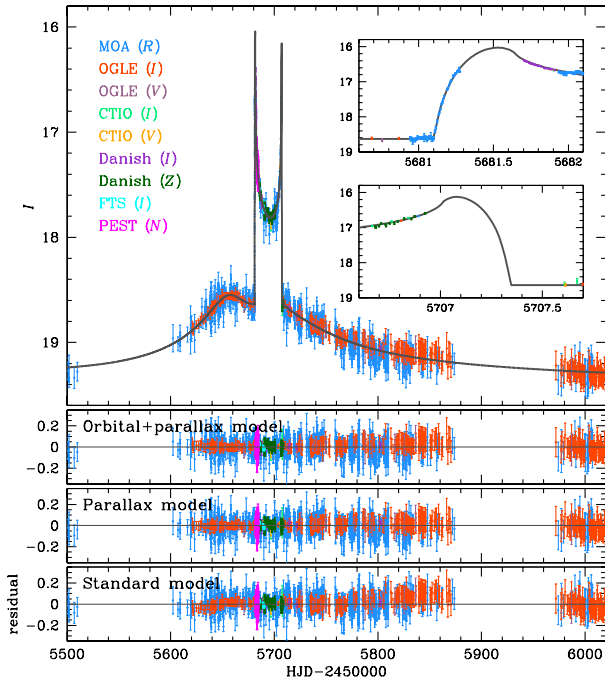 MOA (R)
OGLE (I)
OGLE (V)
CTIO (I)
CTIO (V)
Danish (I)
Danish (Z)
FTS (I)
PEST (N)
16
17
18
19
I
16
17
18
19
5681 5681.5 5682
16
17
18
19
5707 5707.5
Orbital+parallax model
0.2
0
−0.2
Parallax model
0.2
0
−0.2
Standard model
0.2
0
−0.2
residual
5500 5600 5700 5800 5900 6000
HJD−2450000